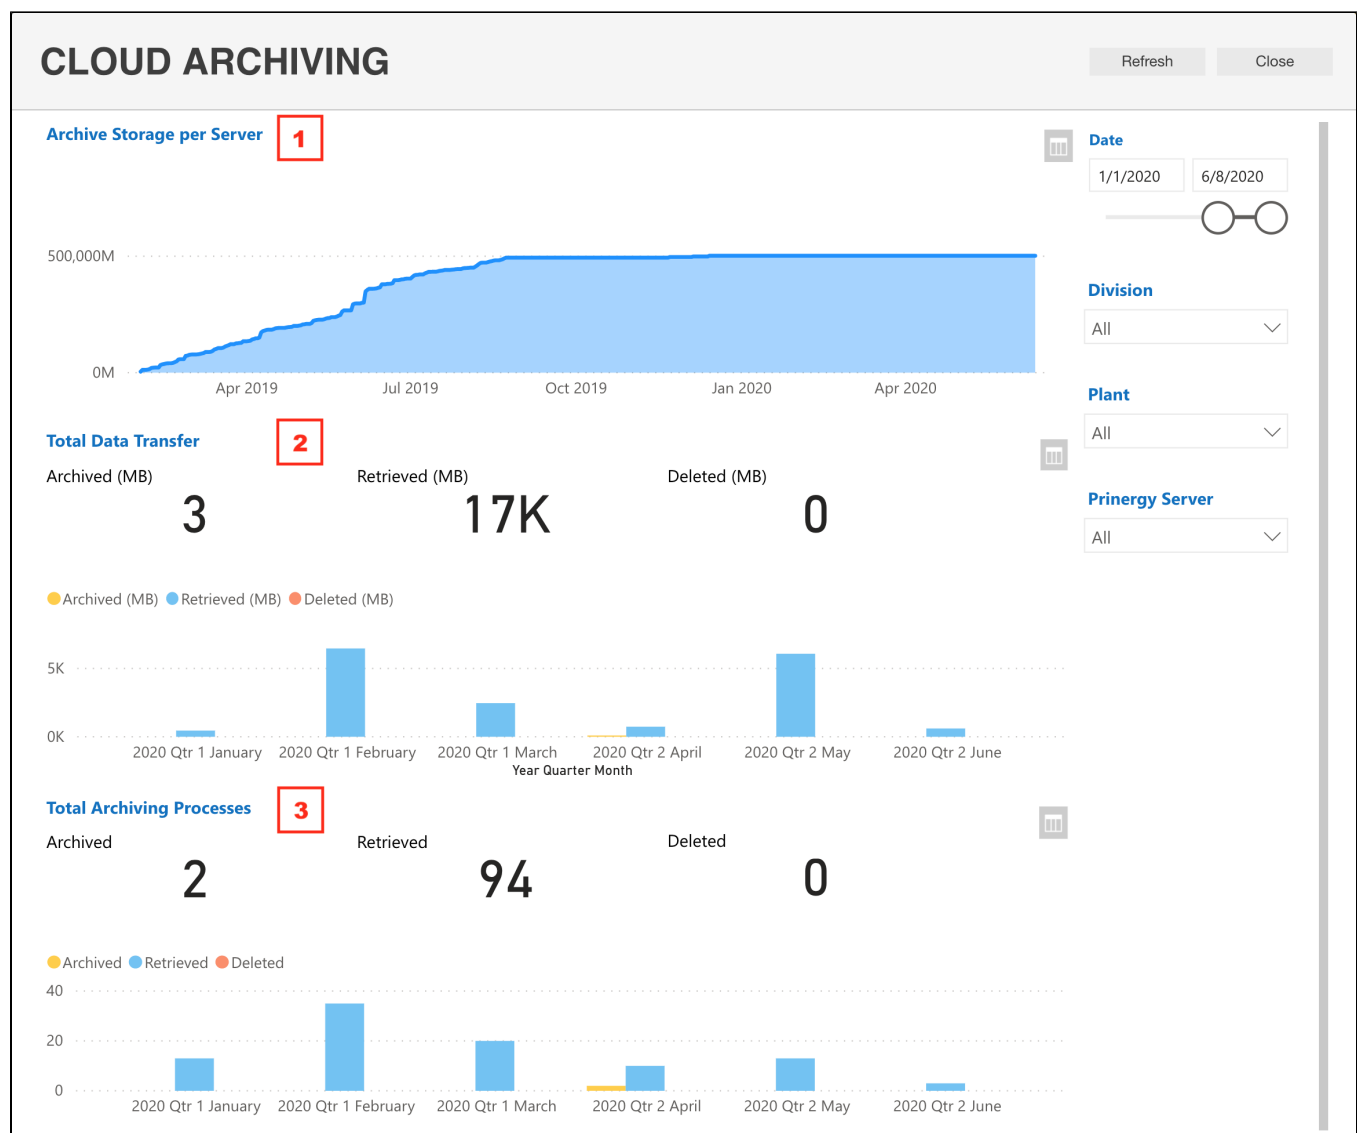 CLOUD ARCHIVING
Refresh
Close
Archive Storage per Server
1
500,000M
0M
Apr 2019
Jul 2019
Oct 2019
Jan 2020
Apr 2020
Date
1/1/2020
6/8/2020
Division
All
Plant
All
Prinergy Server
All
Total Data Transfer
2
Archived (MB)
Retrieved (MB)
Deleted (MB)
3
17K
0
Archived (MB) Retrieved (MB) Deleted (MB)
5K
0K
2020 Qtr 1 January
2020 Qtr 1 February
2020 Qtr 1 March
2020 Qtr 2 April
2020 Qtr 2 May
2020 Qtr 2 June
Year Quarter Month
Total Archiving Processes
3
Archived
Retrieved
Deleted
2
94
0
Archived Retrieved Deleted
40
20
0
2020 Qtr 1 January
2020 Qtr 1 February
2020 Qtr 1 March
2020 Qtr 2 April
2020 Qtr 2 May
2020 Qtr 2 June